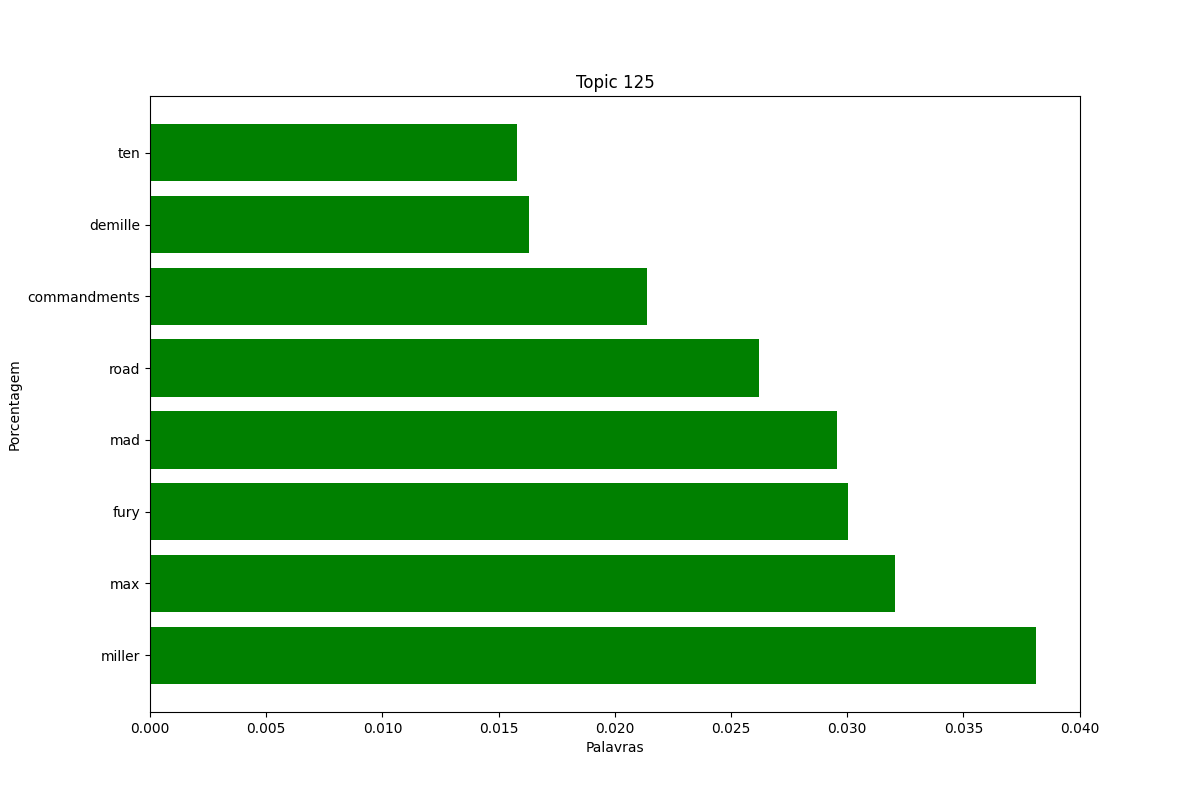 Topic 125
ten
demille
commandments
road
mad
fury
max
miller
Porcentagem
0.000 0.005 0.010 0.015 0.020 0.025 0.030 0.035 0.040
Palavras